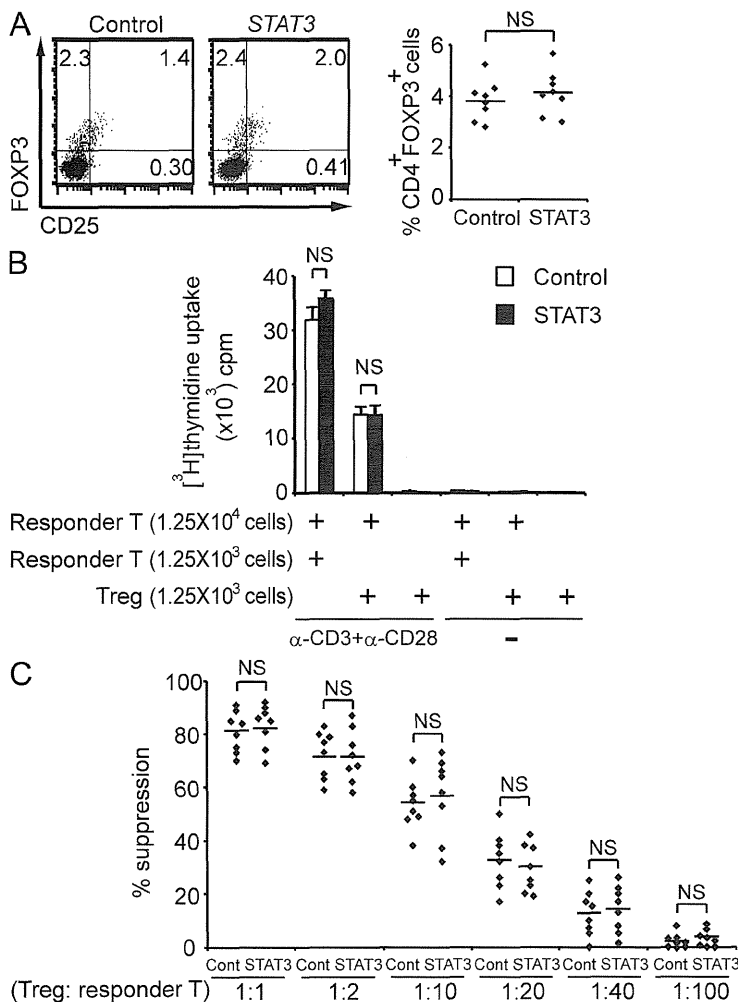 A
Control
STAT3
2.3
1.4
0.30
2.4
2.0
0.41
FOXP3
CD25
NS
% CD4⁺FOXP3⁺ cells
6
4
2
0
Control
STAT3
B
[³H]thymidine uptake
(x10³) cpm
40
30
20
10
0
NS
NS
Control
STAT3
Responder T (1.25X10⁴ cells) + + + +
Responder T (1.25X10³ cells) + +
Treg (1.25X10³ cells) + + + +
α-CD3+α-CD28 -
C
% suppression
100
80
60
40
20
0
NS
NS
NS
NS
NS
NS
Cont STAT3 Cont STAT3 Cont STAT3 Cont STAT3 Cont STAT3 Cont STAT3
(Treg: responder T) 1:1 1:2 1:10 1:20 1:40 1:100